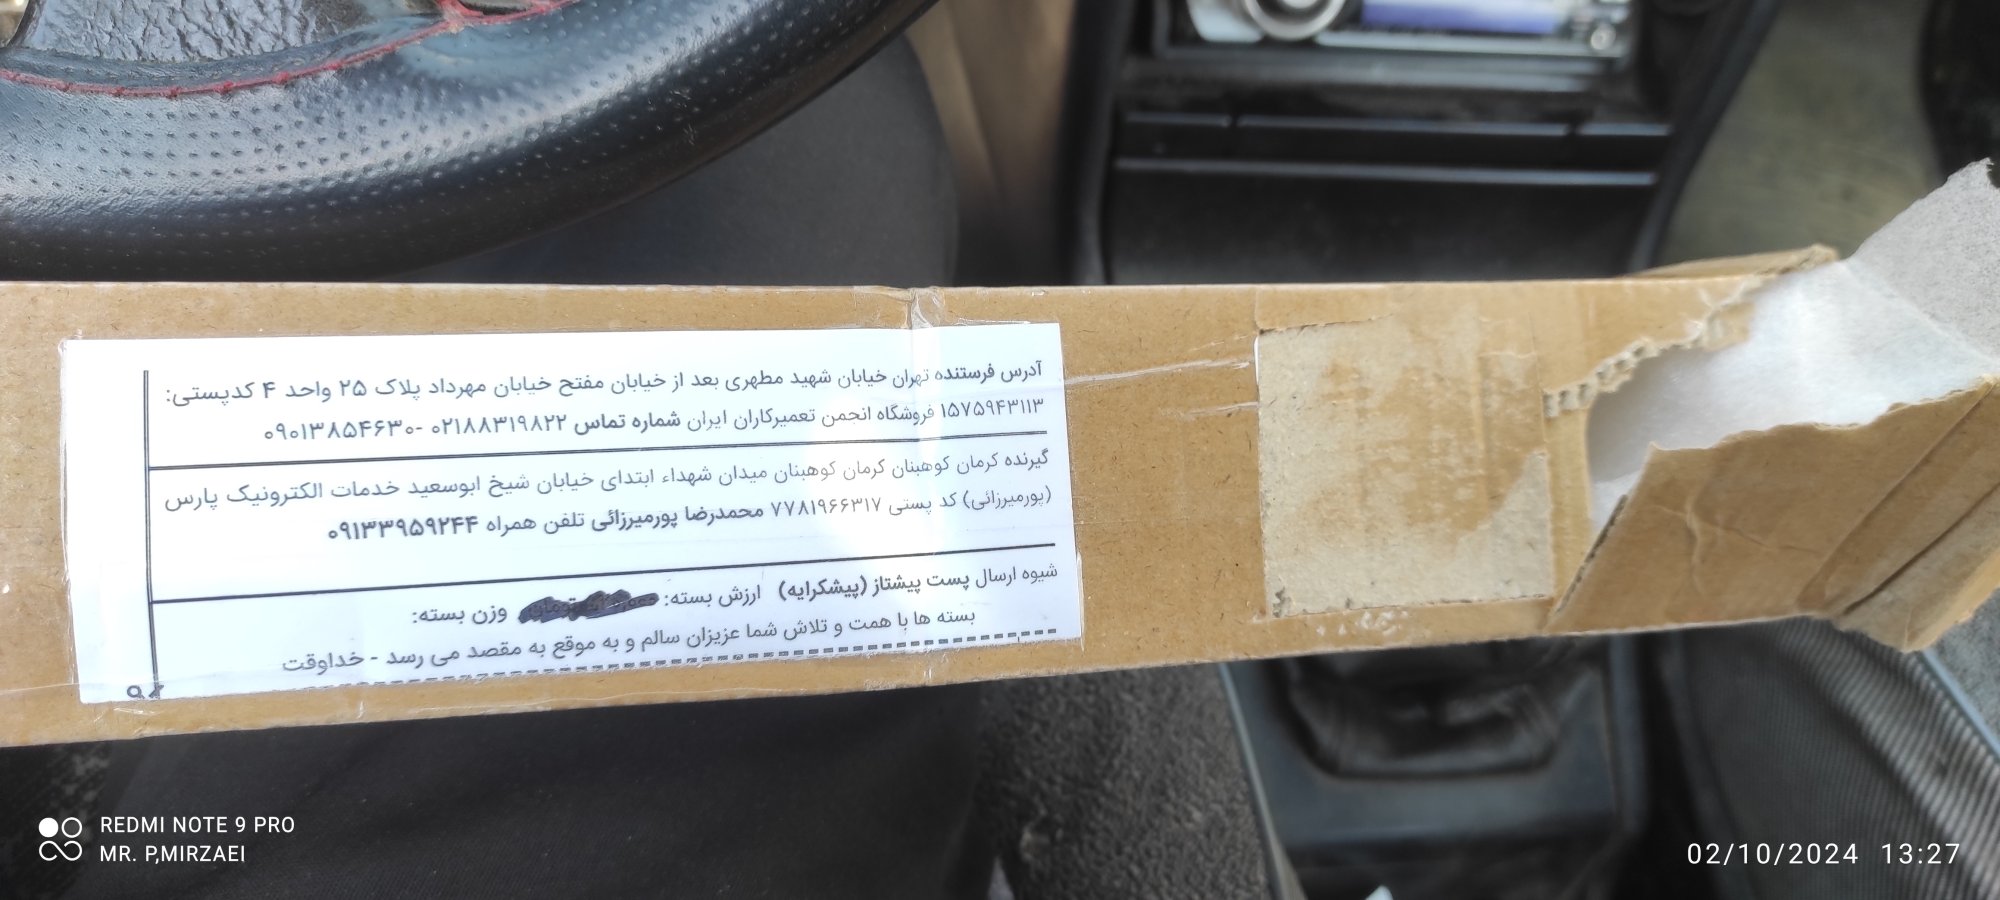 آدرس فرستنده تهران خیابان شهید مطهری بعد از خیابان مفتح خیابان مهرداد پلاک ۲۵ واحد ۴ کدپستی:
۱۵۷۵۹۴۳۱۱۳ فروشگاه انجمن تعمیرکاران ایران شماره تماس ۰۲۱۸۸۳۱۹۸۲۲ -۰۹۰۱۳۸۵۴۶۳۰
گیرنده کرمان کوهبنان کرمان کوهبنان میدان شهداء ابتدای خیابان شیخ ابوسعید خدمات الکترونیک پارس
(پورمیرزائی) کد پستی ۷۷۸۱۹۶۶۳۱۷ محمدرضا پورمیرزائی تلفن همراه ۰۹۱۳۳۹۵۹۲۴۴
شیوه ارسال پست پیشتاز (پیشکرایه) ارزش بسته: وزن بسته:
بسته ها با همت و تلاش شما عزیزان سالم و به موقع به مقصد می رسد - خداوقت
REDMI NOTE 9 PRO
MR. P,MIRZAEI
02/10/2024 13:27